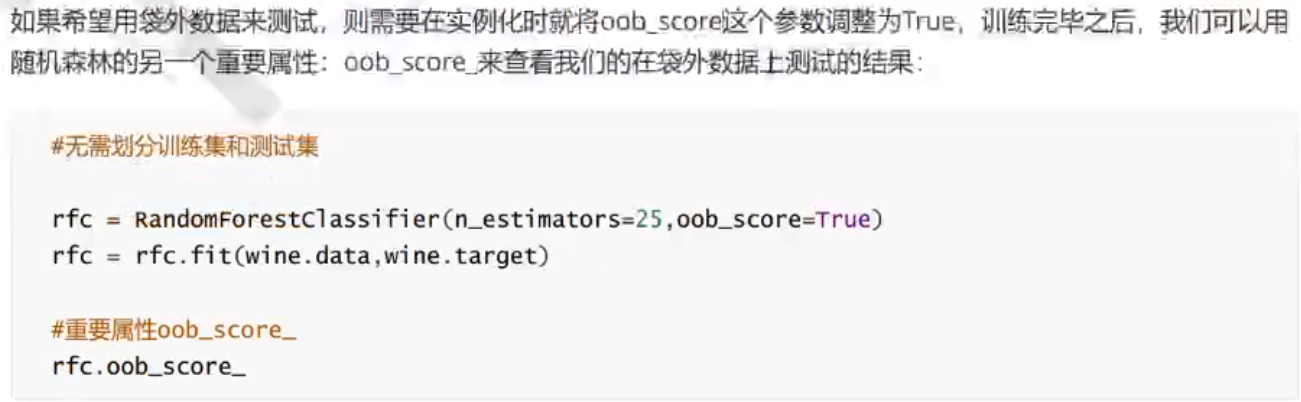 如果希望用袋外数据来测试，则需要在实例化时就将oob_score这个参数调整为True，训练完毕之后，我们可以用
随机森林的另一个重要属性：oob_score_来查看我们的在袋外数据上测试的结果：
#无需划分训练集和测试集
rfc = RandomForestClassifier(n_estimators=25,oob_score=True)
rfc = rfc.fit(wine.data,wine.target)
#重要属性oob_score_
rfc.oob_score_